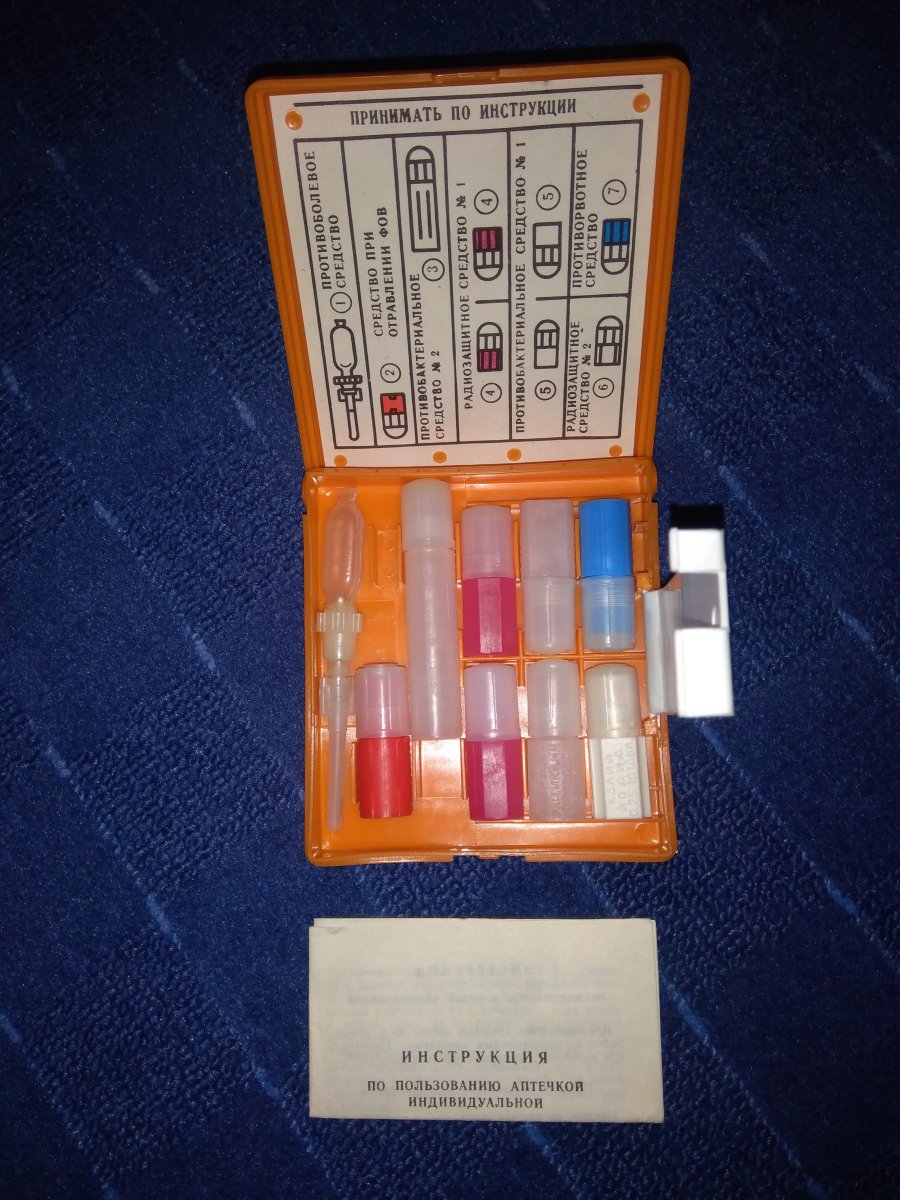 ПРИНИМАТЬ ПО ИНСТРУКЦИИ
ПРОТИВОБОЛЕВОЕ
СРЕДСТВО
1
СРЕДСТВО ПРИ
ОТРАВЛЕНИИ ФОВ
2
ПРОТИВОБАКТЕРИАЛЬНОЕ
СРЕДСТВО № 2
3
РАДИОЗАЩИТНОЕ СРЕДСТВО № 1
4
4
ПРОТИВОБАКТЕРИАЛЬНОЕ СРЕДСТВО № 1
5
5
РАДИОЗАЩИТНОЕ
СРЕДСТВО № 2
6
ПРОТИВОРВОТНОЕ
СРЕДСТВО
7
КАЛИЙ
ЙОДИД
ИНСТРУКЦИЯ
ПО ПОЛЬЗОВАНИЮ АПТЕЧКОЙ
ИНДИВИДУАЛЬНОЙ